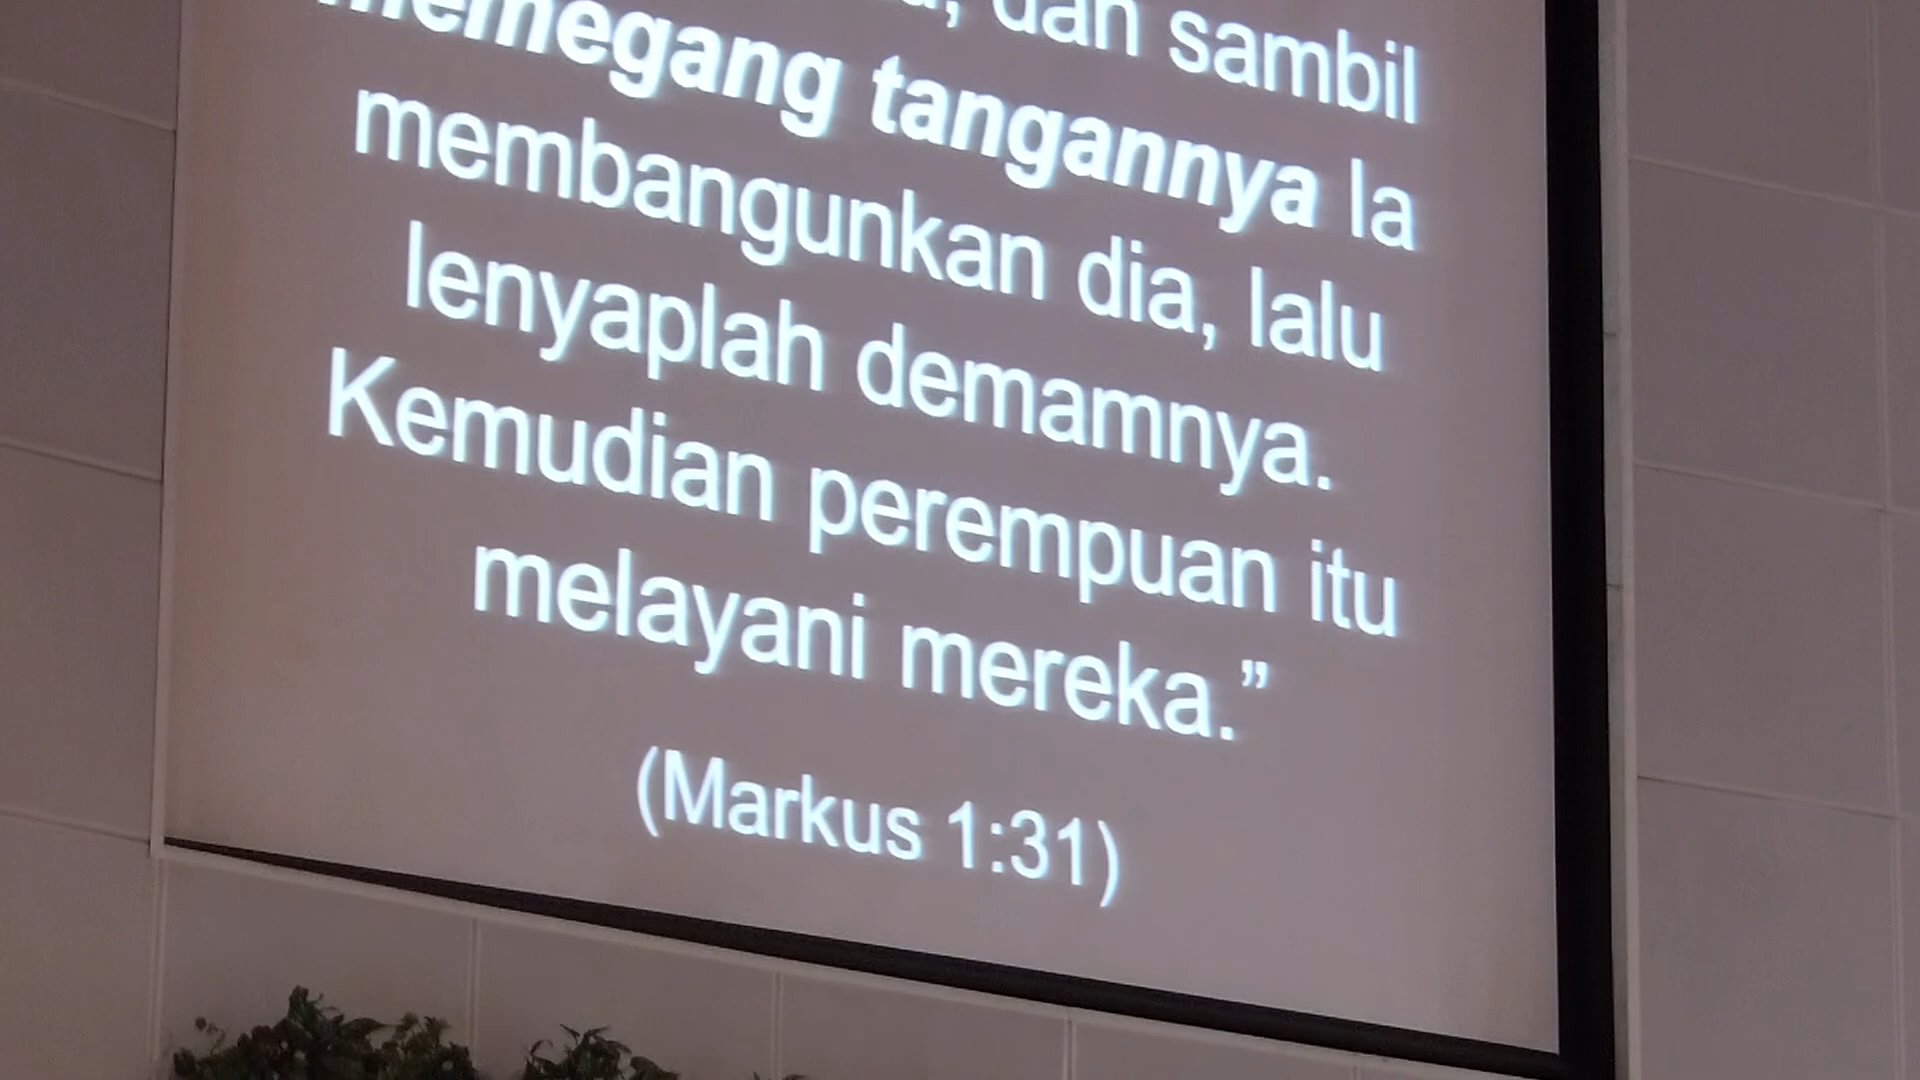 dan sambil
memegang tangannya Ia
membangunkan dia, lalu
lenyaplah demamnya.
Kemudian perempuan itu
melayani mereka.”
(Markus 1:31)